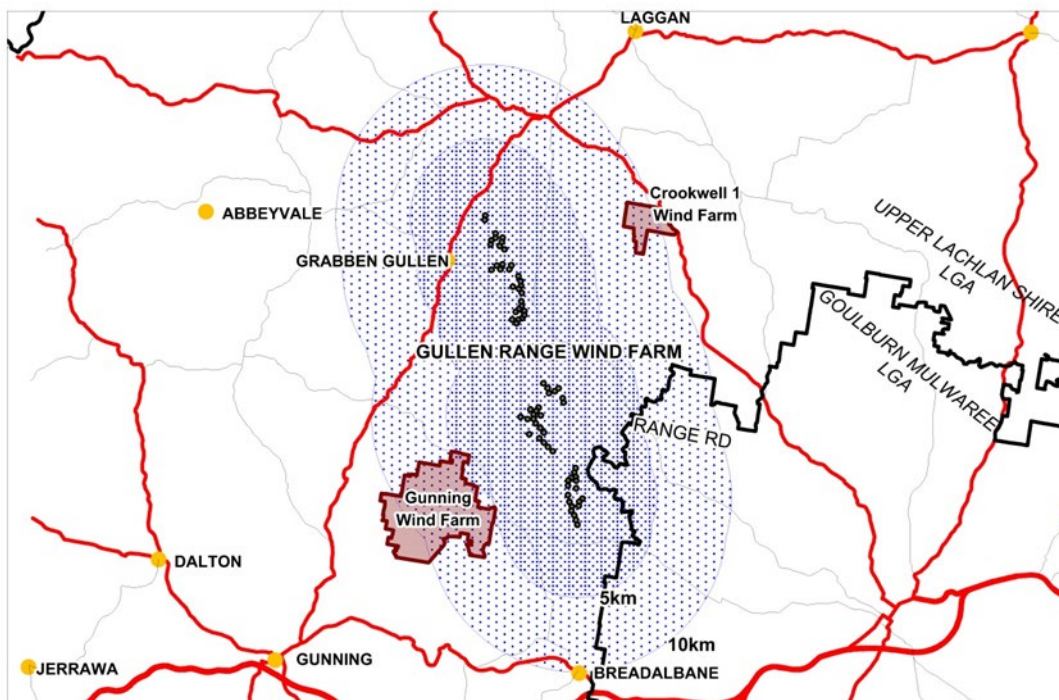 LAGGAN
Crookwell 1
Wind Farm
ABBEYVALE
UPPER LACHLAN SHIRE
LGA
GRABBEN GULLEN
GOULBURN MULWAREE
LGA
GULLEN RANGE WIND FARM
RANGE RD
Gunning
Wind Farm
DALTON
5km
10km
GUNNING
JERRAWA
BREADALBANE